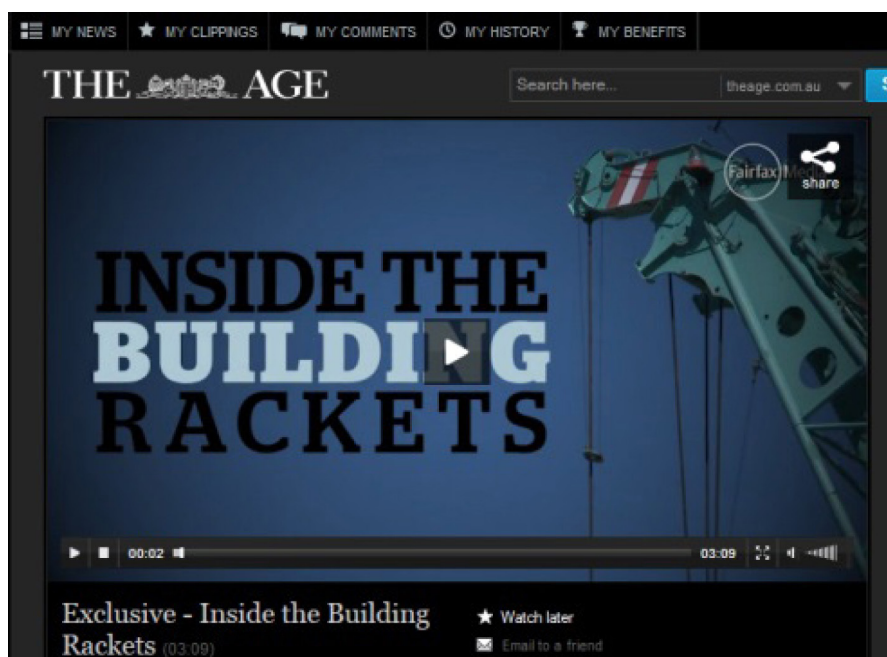 MY NEWS MY CLIPPINGS MY COMMENTS MY HISTORY MY BENEFITS
THE AGE
Search here... theage.com.au
Fairfax Media
share
INSIDE THE
BUILDING
RACKETS
00:02 03:09
Exclusive - Inside the Building
Rackets (03:09)
Watch later
Email to a friend